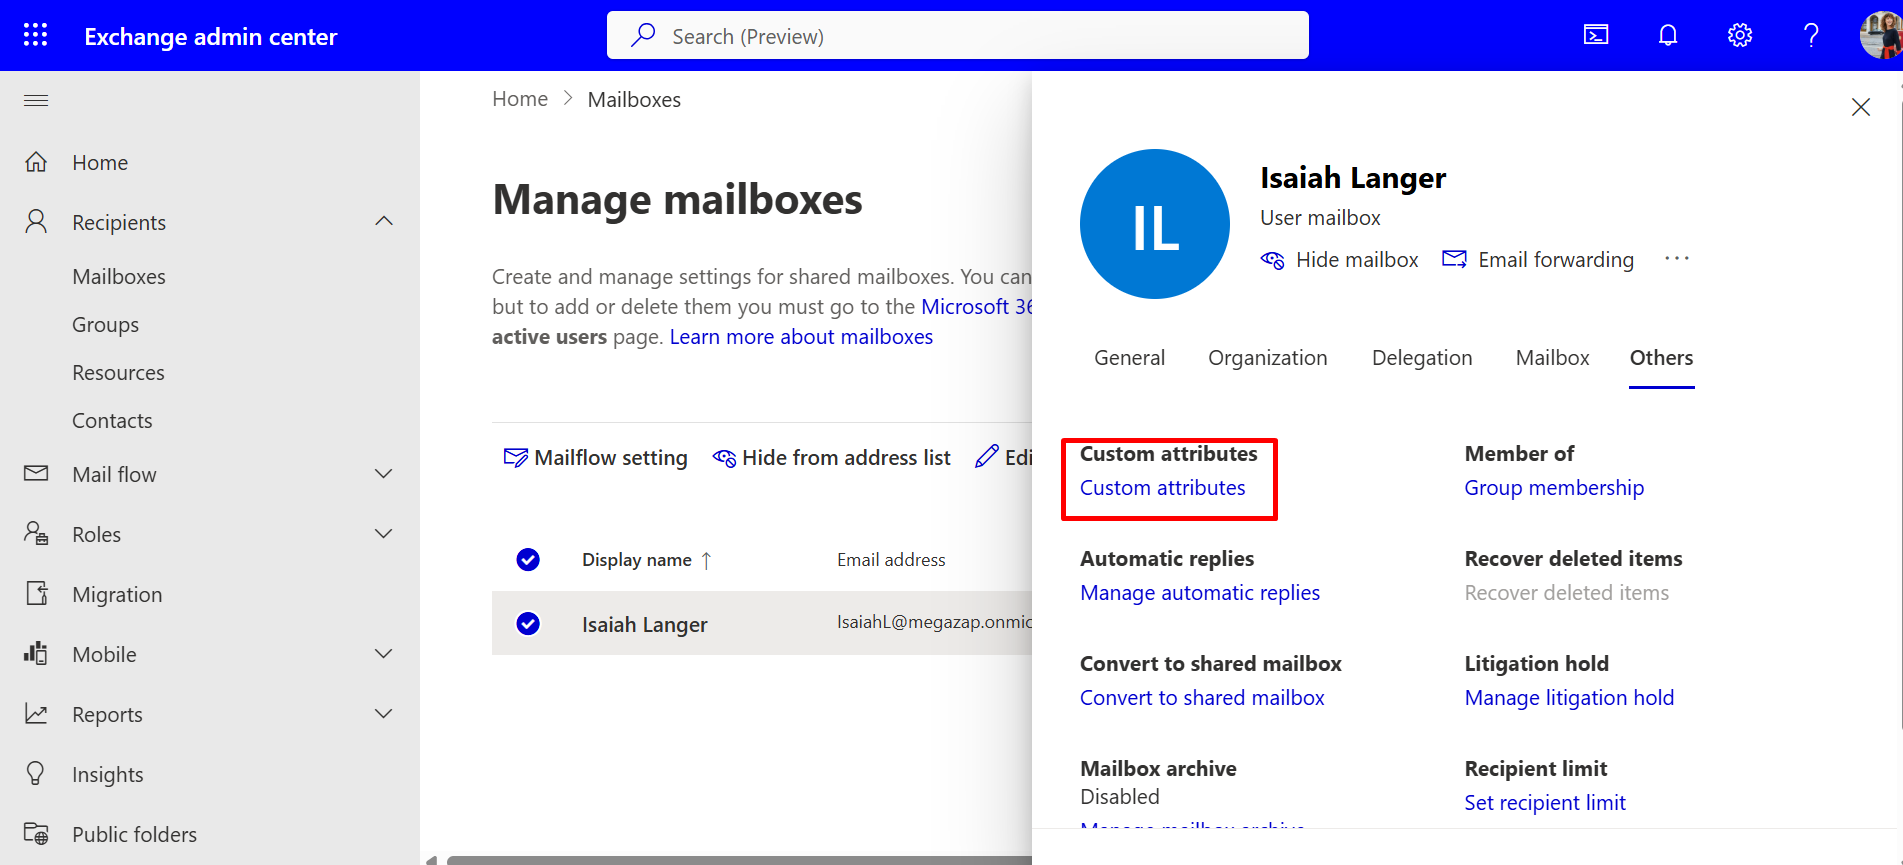 Exchange admin center
Search (Preview)
Home
Recipients
Mailboxes
Groups
Resources
Contacts
Mail flow
Roles
Migration
Mobile
Reports
Insights
Public folders
Home > Mailboxes
Manage mailboxes
Create and manage settings for shared mailboxes. You can
but to add or delete them you must go to the Microsoft 36
active users page. Learn more about mailboxes
Mailflow setting Hide from address list Edi
Display name ↑ Email address
Isaiah Langer IsaiahL@megazap.onmic
IL
Isaiah Langer
User mailbox
Hide mailbox Email forwarding ···
General Organization Delegation Mailbox Others
Custom attributes
Custom attributes
Member of
Group membership
Automatic replies
Manage automatic replies
Recover deleted items
Recover deleted items
Convert to shared mailbox
Convert to shared mailbox
Litigation hold
Manage litigation hold
Mailbox archive
Disabled
Manage mailbox archive
Recipient limit
Set recipient limit